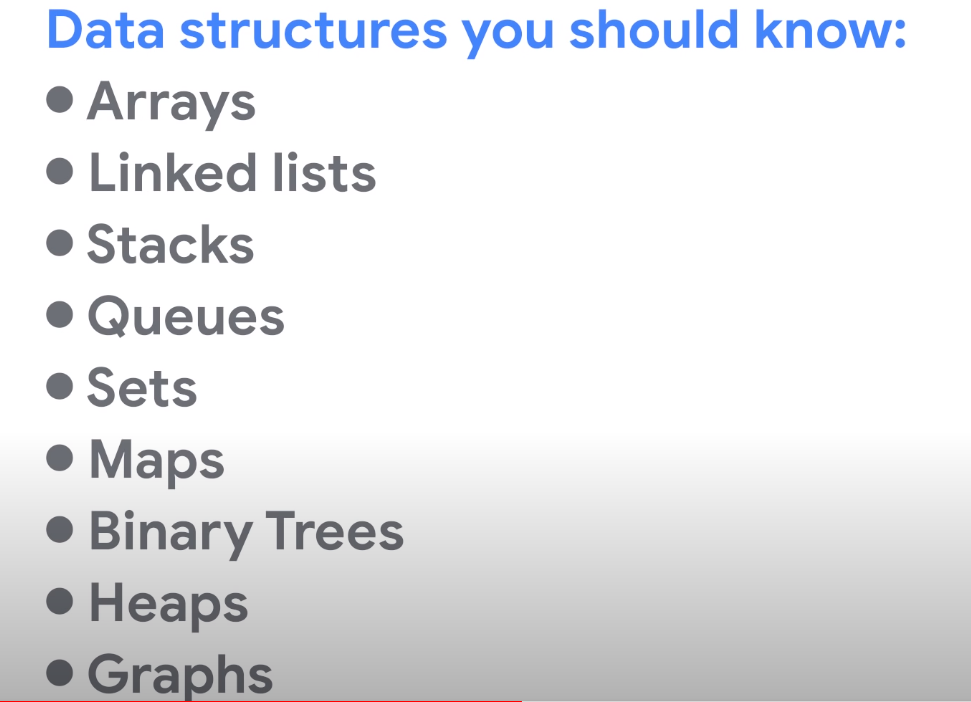 Data structures you should know:
● Arrays
● Linked lists
● Stacks
● Queues
● Sets
● Maps
● Binary Trees
● Heaps
● Graphs